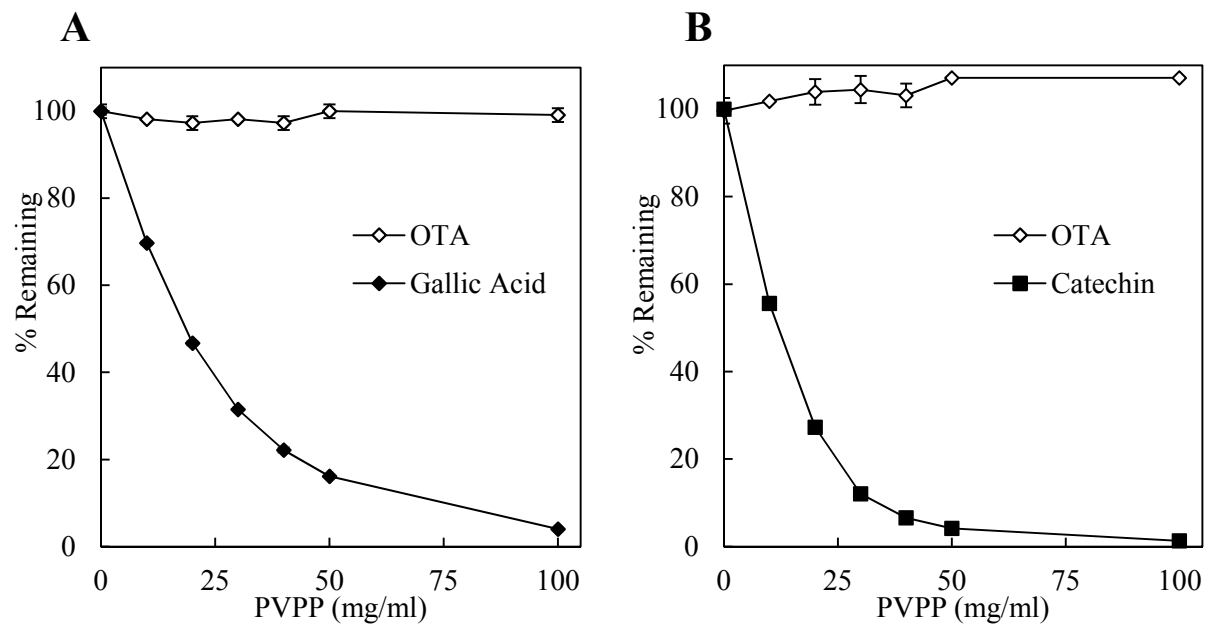 A
100
80
60
40
20
0
% Remaining
OTA
Gallic Acid
0 25 50 75 100
PVPP (mg/ml)
B
100
80
60
40
20
0
% Remaining
OTA
Catechin
0 25 50 75 100
PVPP (mg/ml)